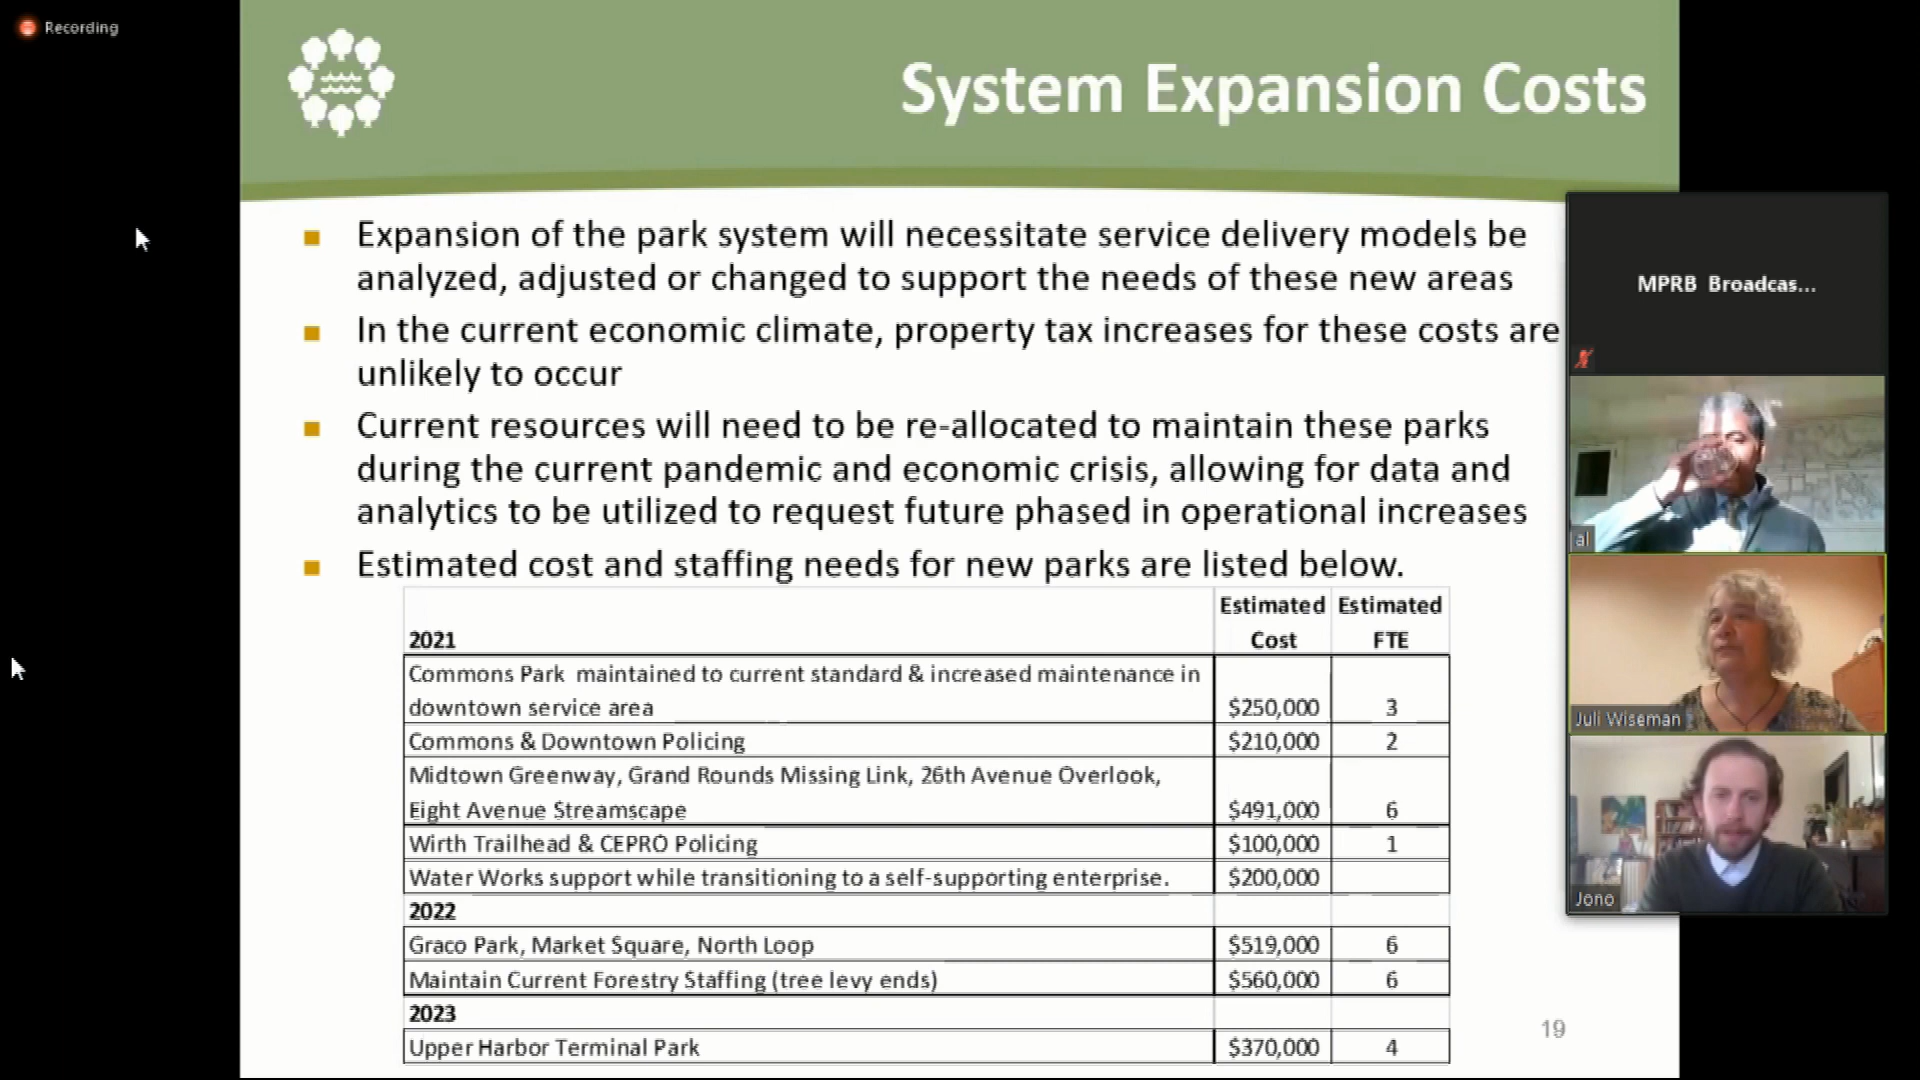 Recording
System Expansion Costs
Expansion of the park system will necessitate service delivery models be
analyzed, adjusted or changed to support the needs of these new areas
In the current economic climate, property tax increases for these costs are
unlikely to occur
Current resources will need to be re-allocated to maintain these parks
during the current pandemic and economic crisis, allowing for data and
analytics to be utilized to request future phased in operational increases
Estimated cost and staffing needs for new parks are listed below.
Estimated Estimated
2021 Cost FTE
Commons Park maintained to current standard & increased maintenance in
downtown service area $250,000 3
Commons & Downtown Policing $210,000 2
Midtown Greenway, Grand Rounds Missing Link, 26th Avenue Overlook,
Eight Avenue Streamscape $491,000 6
Wirth Trailhead & CEPRO Policing $100,000 1
Water Works support while transitioning to a self-supporting enterprise. $200,000
2022
Graco Park, Market Square, North Loop $519,000 6
Maintain Current Forestry Staffing (tree levy ends) $560,000 6
2023
Upper Harbor Terminal Park $370,000 4
19
MPRB Broadcas...
al
Juli Wiseman
Jono